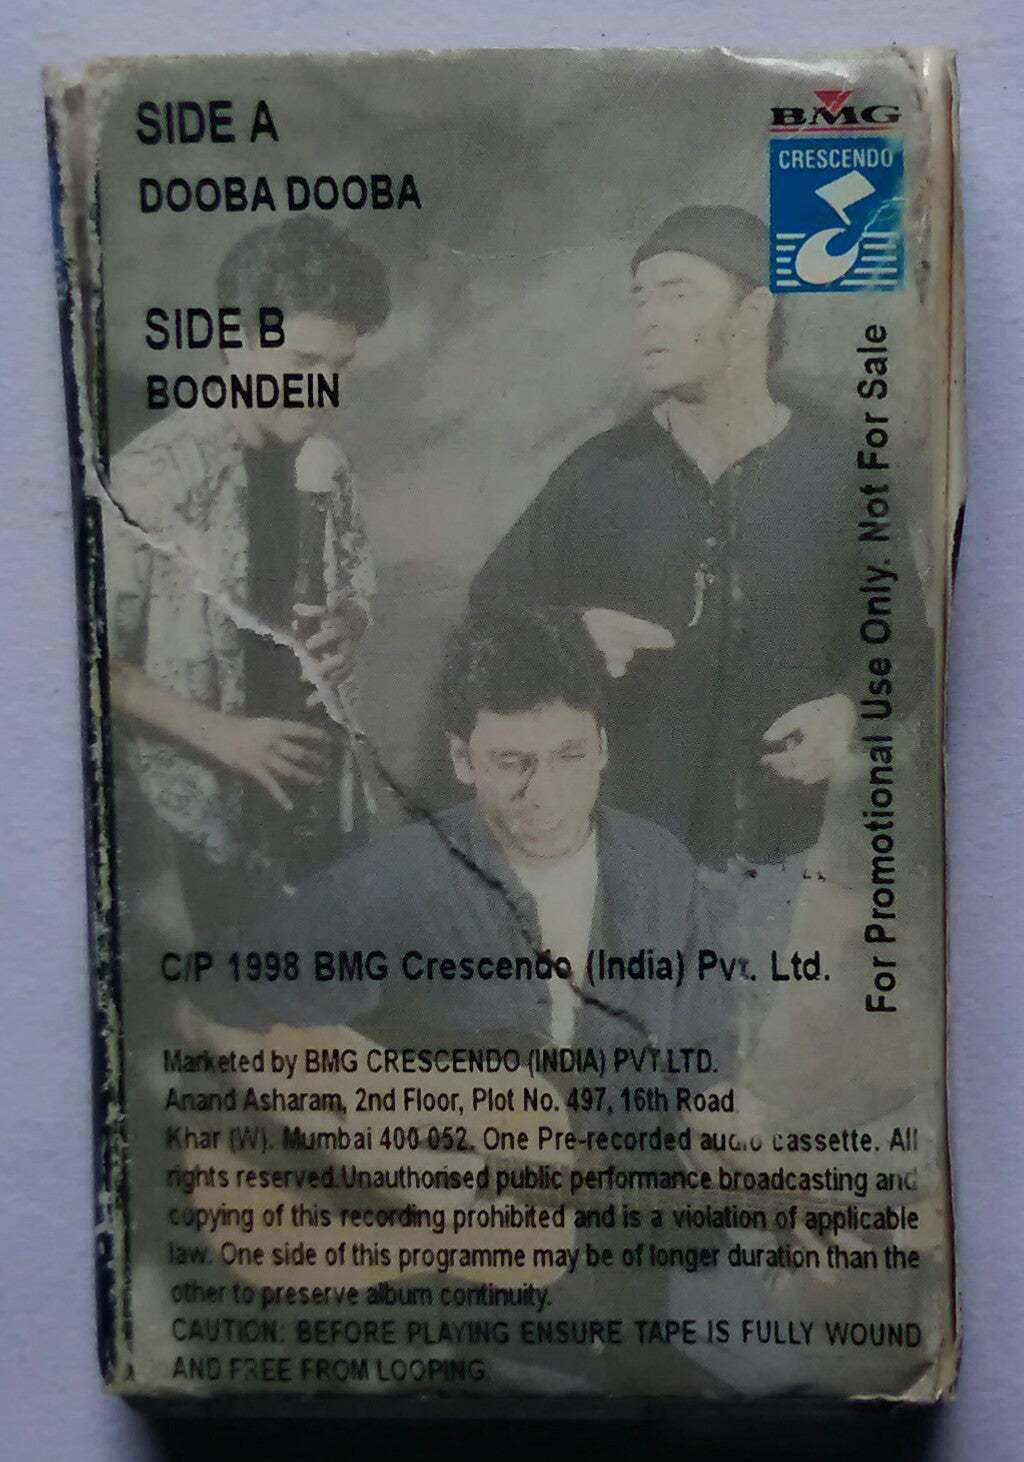 SIDE A
DOOBA DOOBA
BMG
CRESCENDO
SIDE B
BOONDEIN
For Promotional Use Only. Not For Sale
C/P 1998 BMG Crescendo (India) Pvt. Ltd.
Marketed by BMG CRESCENDO (INDIA) PVT.LTD.
Anand Asharam, 2nd Floor, Plot No. 497, 16th Road
Khar (W). Mumbai 400 052. One Pre-recorded audio cassette. All
rights reserved.Unauthorised public performance broadcasting and
copying of this recording prohibited and is a violation of applicable
law. One side of this programme may be of longer duration than the
other to preserve album continuity.
CAUTION: BEFORE PLAYING ENSURE TAPE IS FULLY WOUND
AND FREE FROM LOOPING.